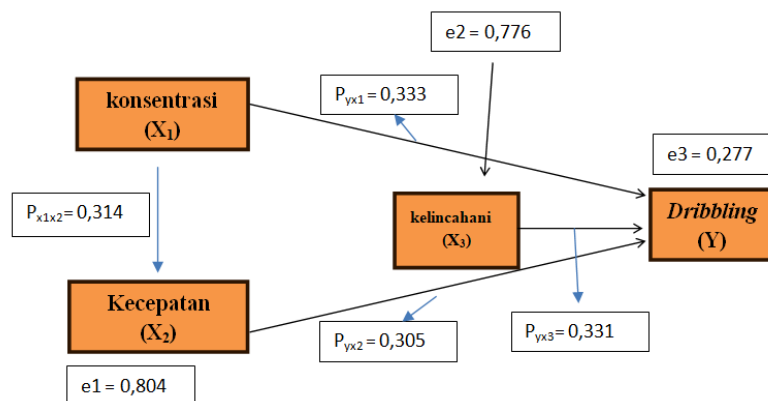 e2 = 0,776
konsentrasi
(X₁)
Pyx1 = 0,333
e3 = 0,277
Px1x2 = 0,314
kelincahani
(X₃)
Dribbling
(Y)
Kecepatan
(X₂)
Pyx2 = 0,305
Pyx3 = 0,331
e1 = 0,804